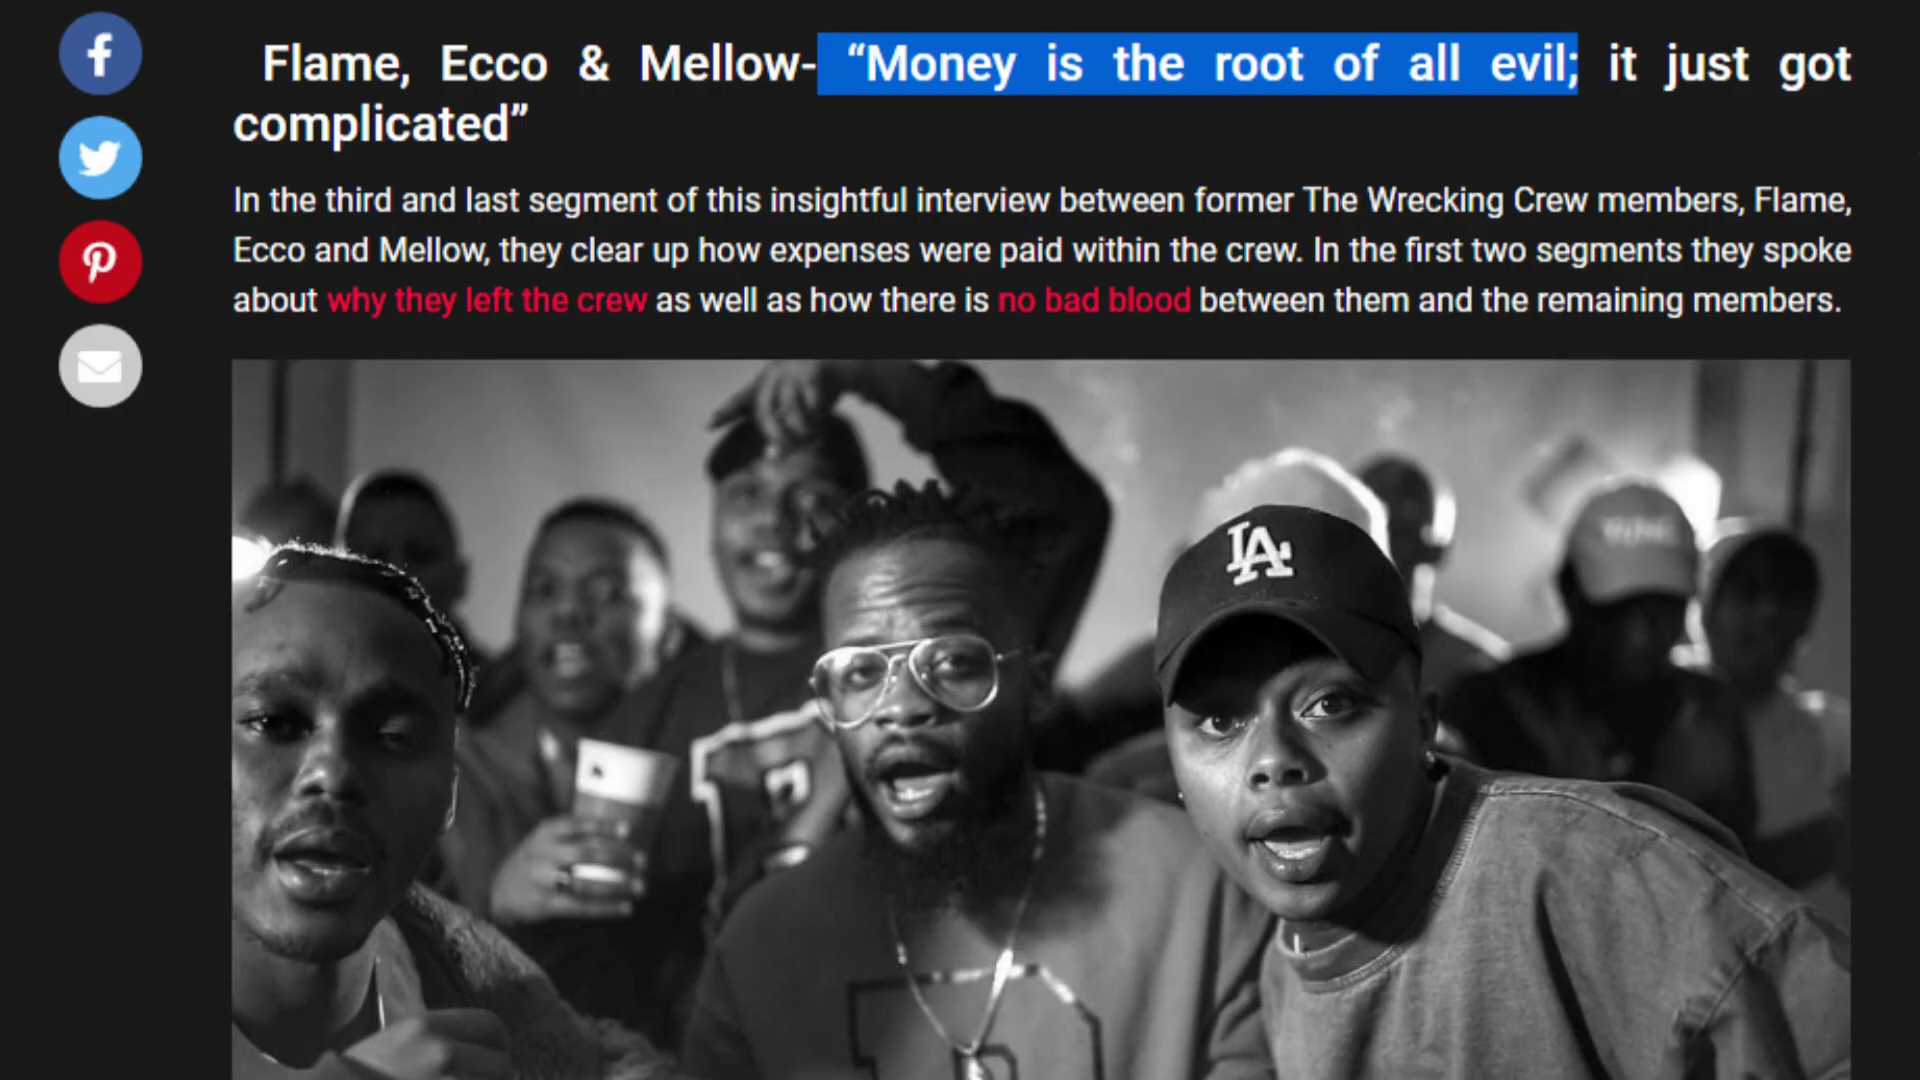 Flame, Ecco & Mellow- “Money is the root of all evil; it just got
complicated”
In the third and last segment of this insightful interview between former The Wrecking Crew members, Flame,
Ecco and Mellow, they clear up how expenses were paid within the crew. In the first two segments they spoke
about why they left the crew as well as how there is no bad blood between them and the remaining members.
LA